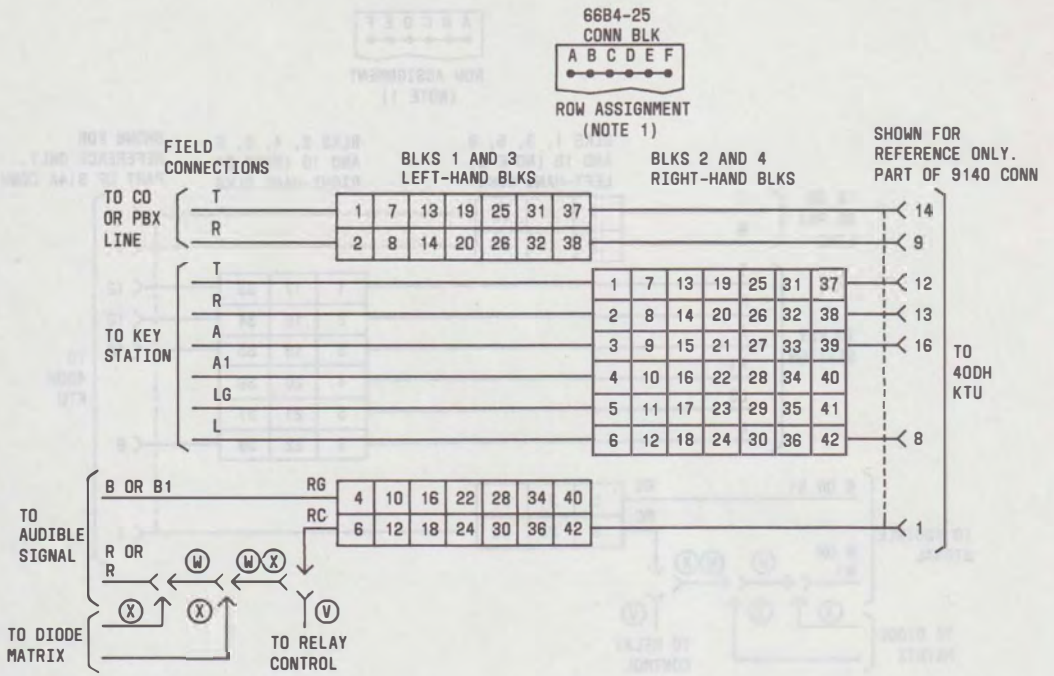 66B4-25
CONN BLK
A B C D E F
ROW ASSIGNMENT
(NOTE 1)
FIELD
CONNECTIONS
BLKS 1 AND 3
LEFT-HAND BLKS
BLKS 2 AND 4
RIGHT-HAND BLKS
SHOWN FOR
REFERENCE ONLY.
PART OF 9140 CONN
TO CO
OR PBX
LINE
T
R
1 7 13 19 25 31 37
2 8 14 20 26 32 38
14
9
TO KEY
STATION
T
R
A
A1
LG
L
1 7 13 19 25 31 37
2 8 14 20 26 32 38
3 9 15 21 27 33 39
4 10 16 22 28 34 40
5 11 17 23 29 35 41
6 12 18 24 30 36 42
12
13
16
8
TO
400H
KTU
TO
AUDIBLE
SIGNAL
B OR B1
RG
RC
4 10 16 22 28 34 40
6 12 18 24 30 36 42
1
R OR
R
W
W X
X
X
V
TO DIODE
MATRIX
TO RELAY
CONTROL